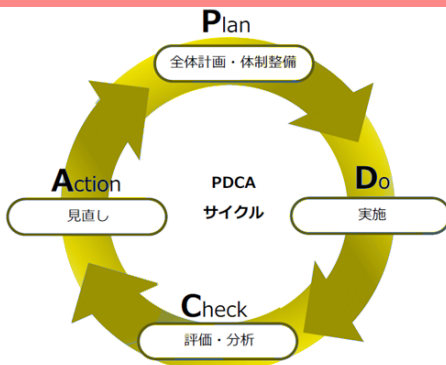 Plan
全体計画・体制整備
Action
見直し
PDCA
サイクル
Do
実施
Check
評価・分析